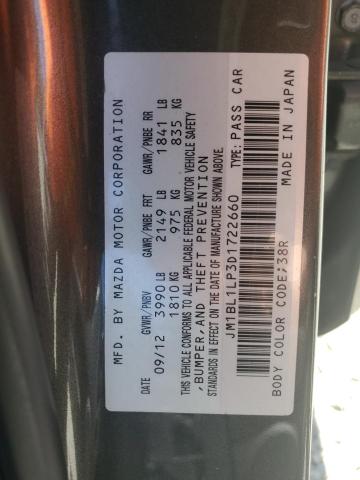 MFD. BY MAZDA MOTOR CORPORATION
DATE GVWR/PNBV GAWR/PNBE FRT GAWR/PNBE RR
09/12 3990 LB 2149 LB 1841 LB
1810 KG 975 KG 835 KG
THIS VEHICLE CONFORMS TO ALL APPLICABLE FEDERAL MOTOR VEHICLE SAFETY
,BUMPER,AND THEFT PREVENTION
STANDARDS IN EFFECT ON THE DATE OF MANUFACTURE SHOWN ABOVE.
JM1BL1LP3D1722660 TYPE: PASS CAR
BODY COLOR CODE;38R MADE IN JAPAN